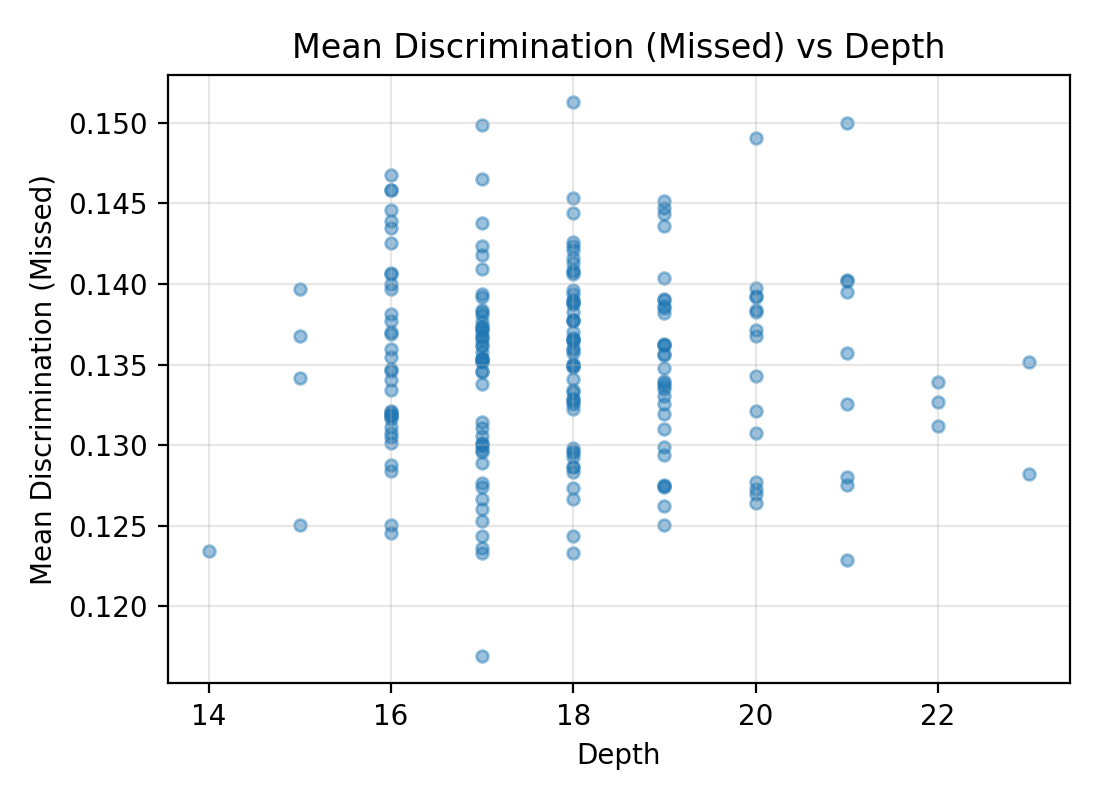 Mean Discrimination (Missed) vs Depth
Mean Discrimination (Missed)
0.150
0.145
0.140
0.135
0.130
0.125
0.120
14 16 18 20 22
Depth